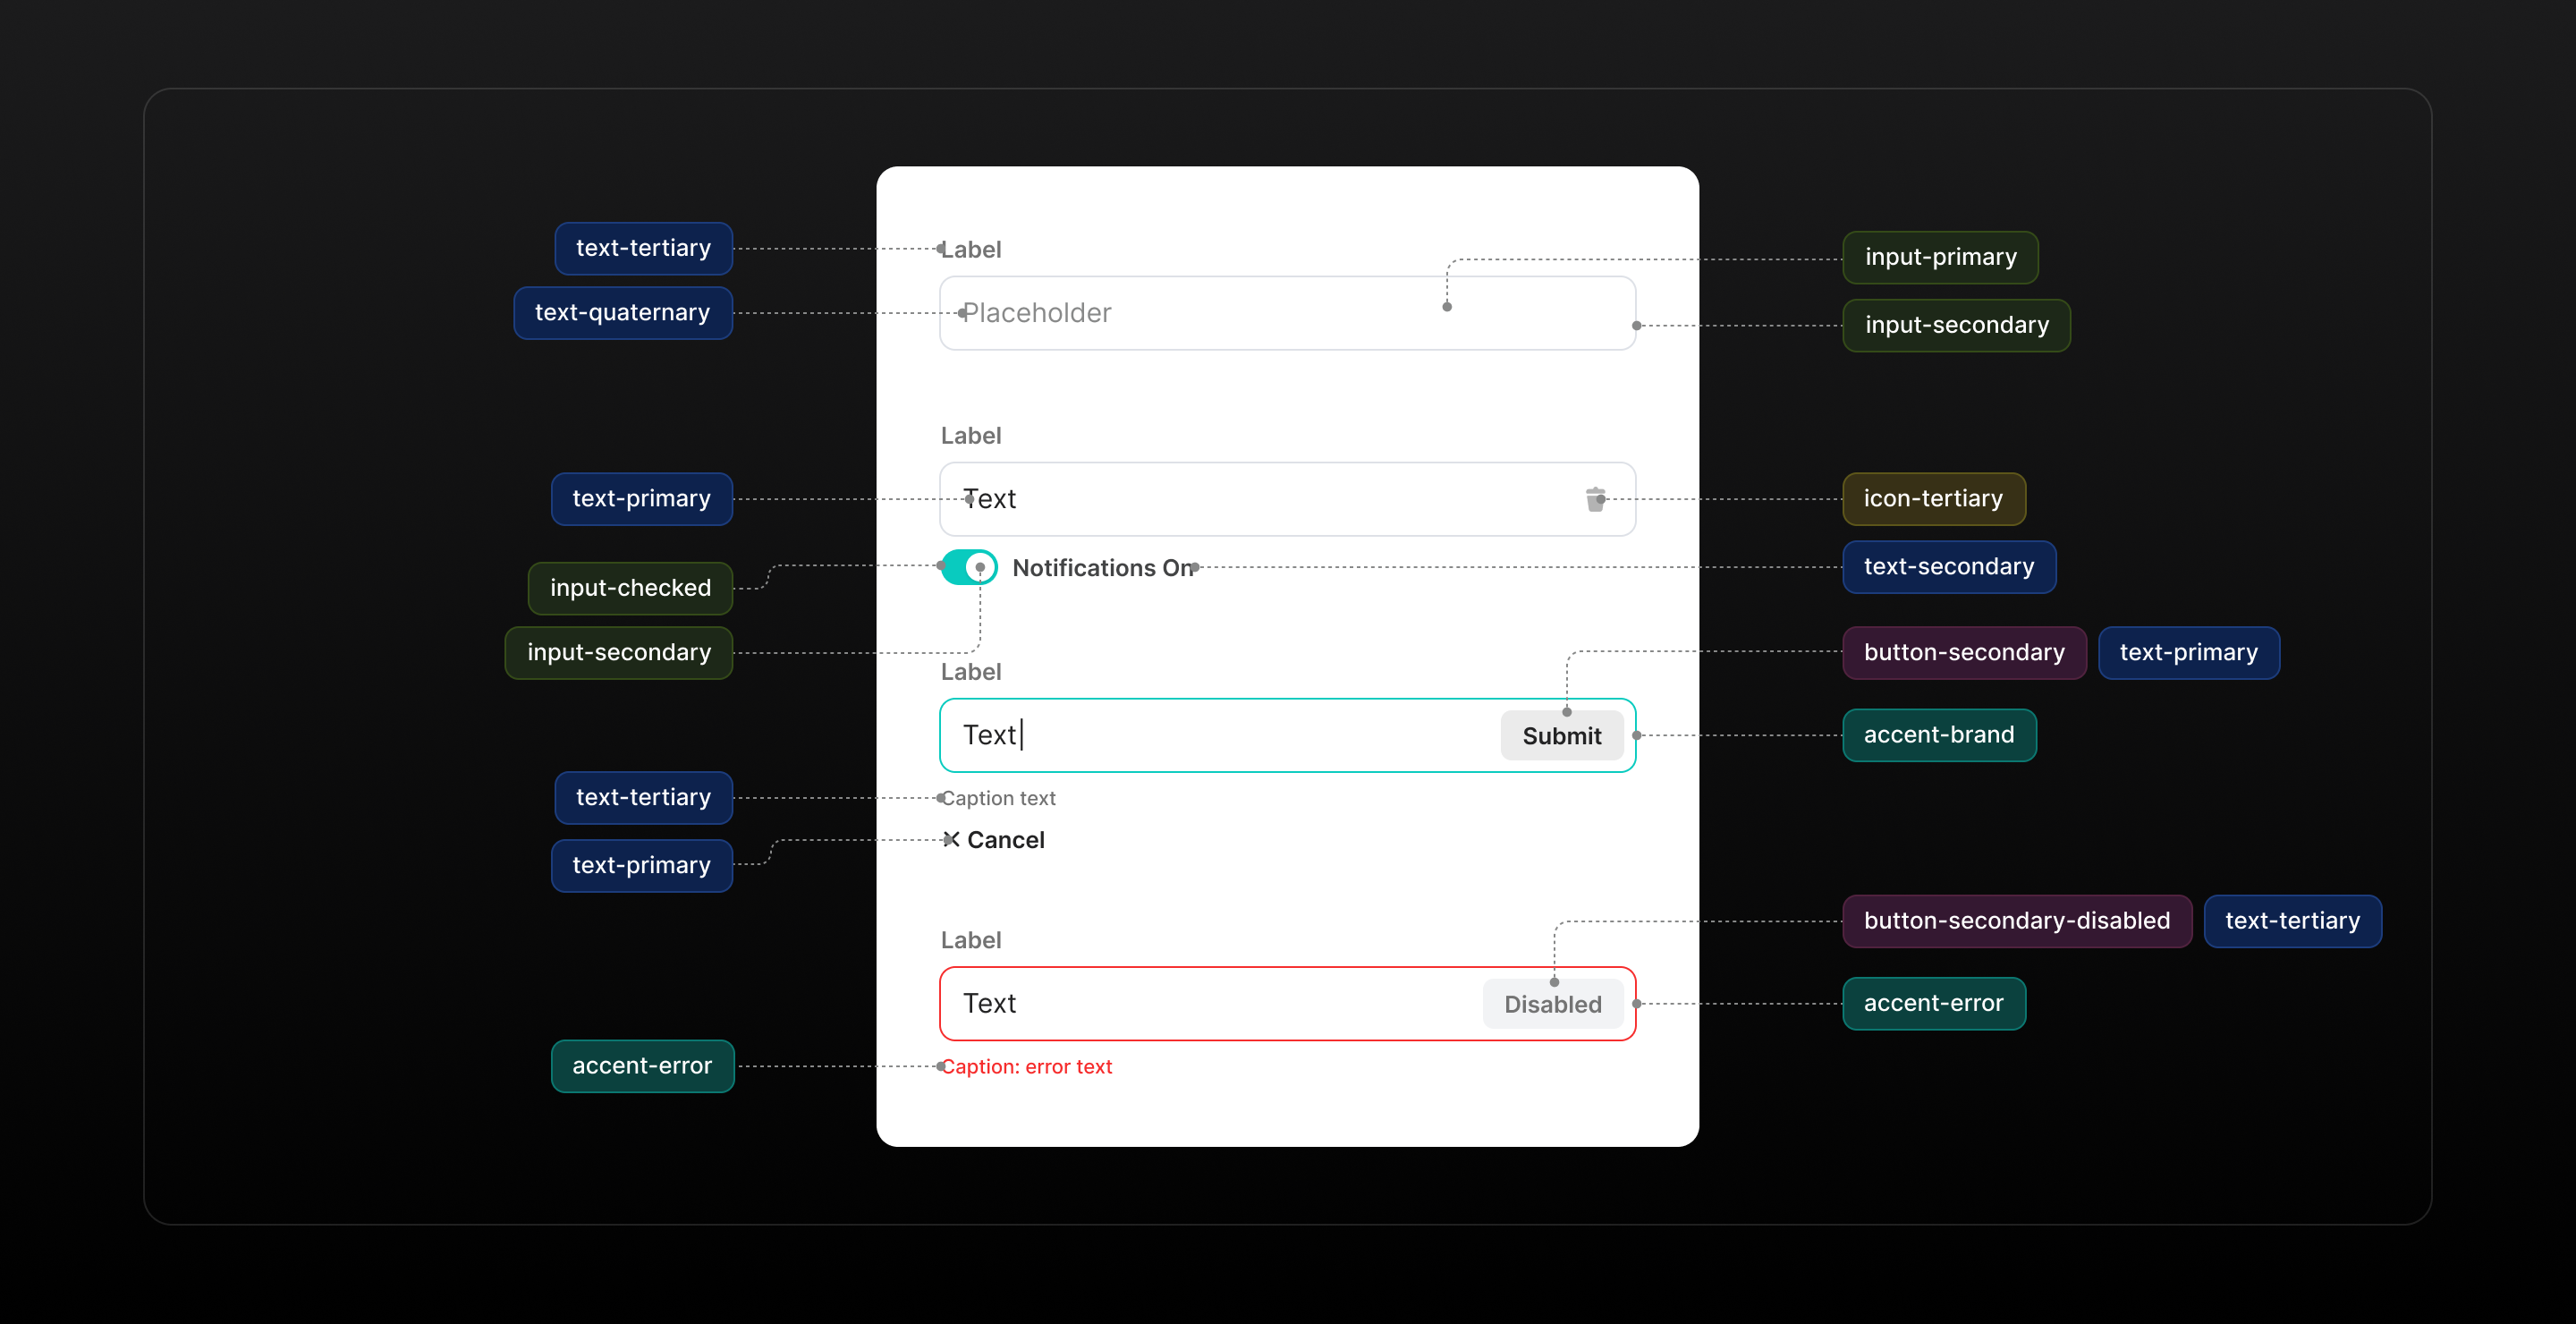 text-tertiary
Label
input-primary
text-quaternary
Placeholder
input-secondary
Label
text-primary
Text
icon-tertiary
input-checked
Notifications On
text-secondary
input-secondary
Label
button-secondary
text-primary
Text
Submit
accent-brand
text-tertiary
Caption text
text-primary
Cancel
Label
button-secondary-disabled
text-tertiary
Text
Disabled
accent-error
accent-error
Caption: error text